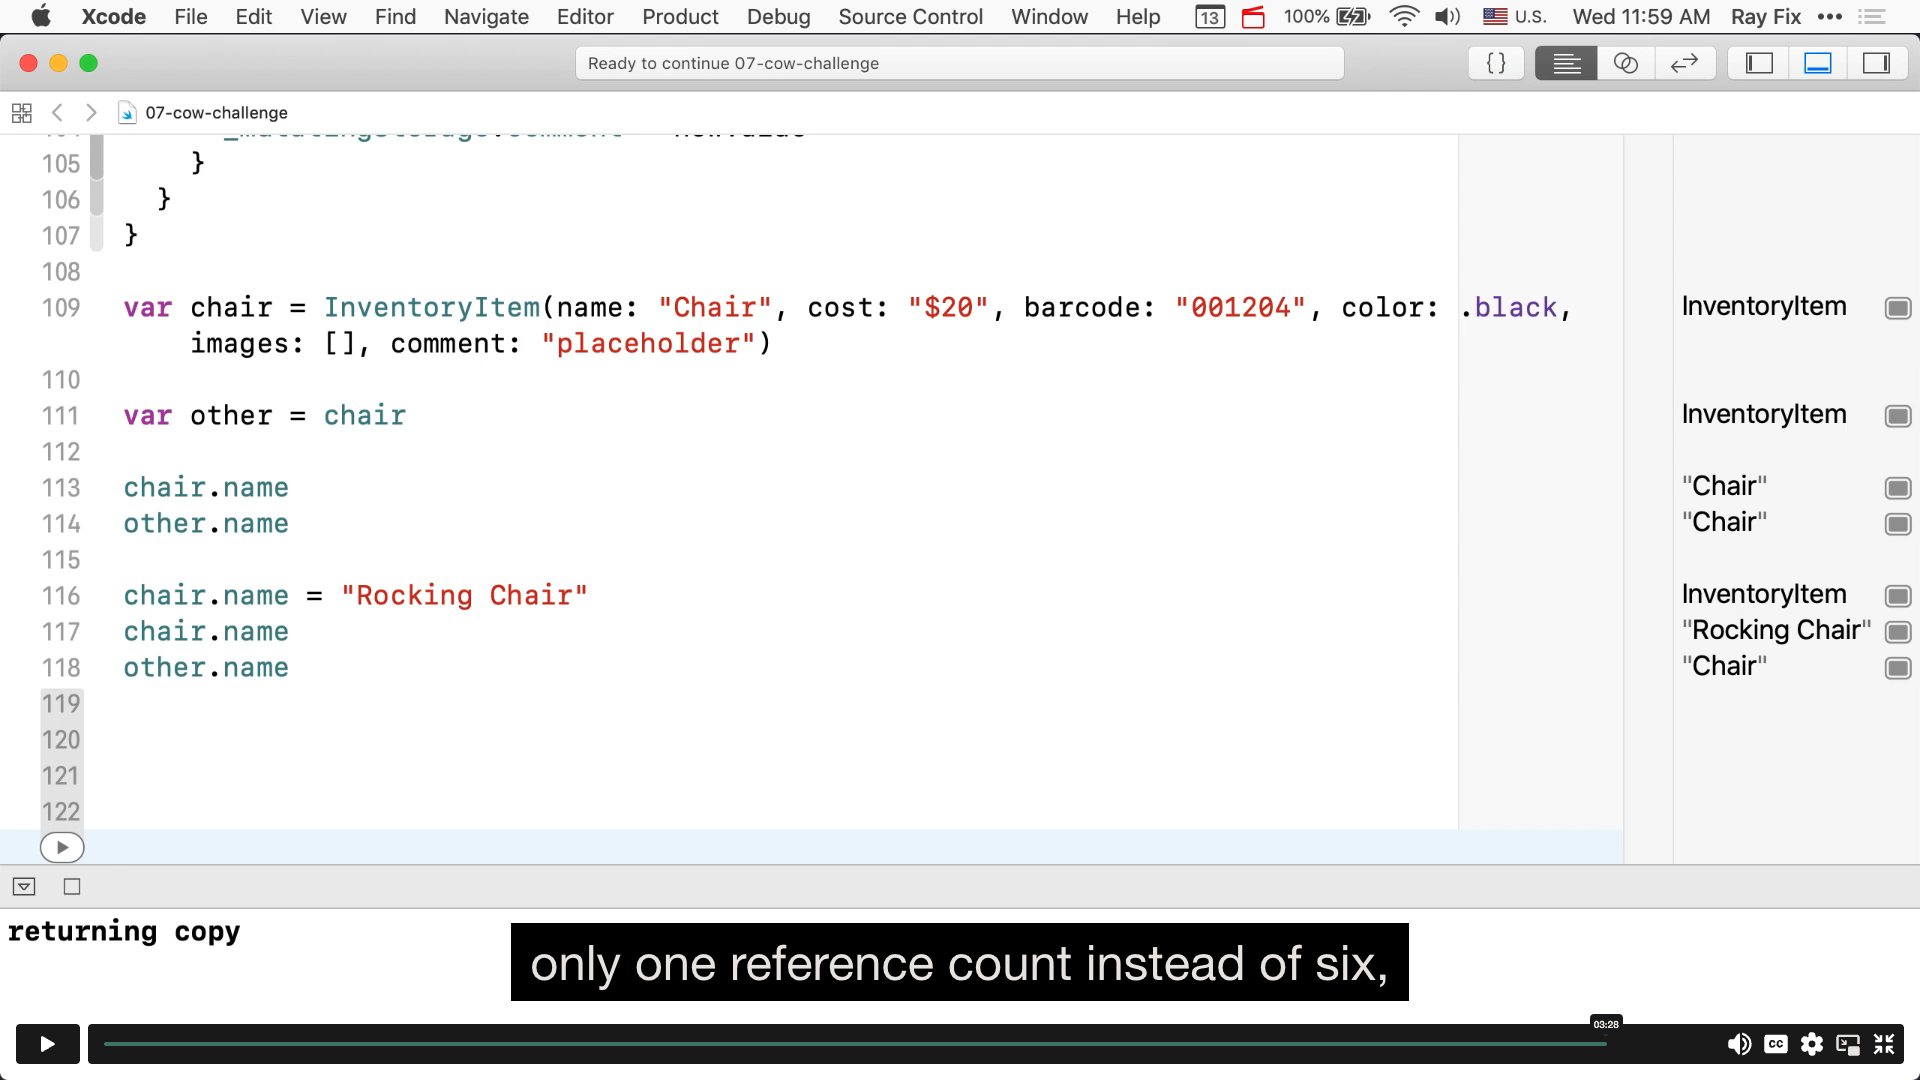 Xcode File Edit View Find Navigate Editor Product Debug Source Control Window Help 13 100% U.S. Wed 11:59 AM Ray Fix •••
Ready to continue 07-cow-challenge {}
07-cow-challenge
105 }
106 }
107 }
108
109 var chair = InventoryItem(name: "Chair", cost: "$20", barcode: "001204", color: .black, InventoryItem
images: [], comment: "placeholder")
110
111 var other = chair InventoryItem
112
113 chair.name "Chair"
114 other.name "Chair"
115
116 chair.name = "Rocking Chair" InventoryItem
117 chair.name "Rocking Chair"
118 other.name "Chair"
119
120
121
122
returning copy
only one reference count instead of six,
03:28
CC